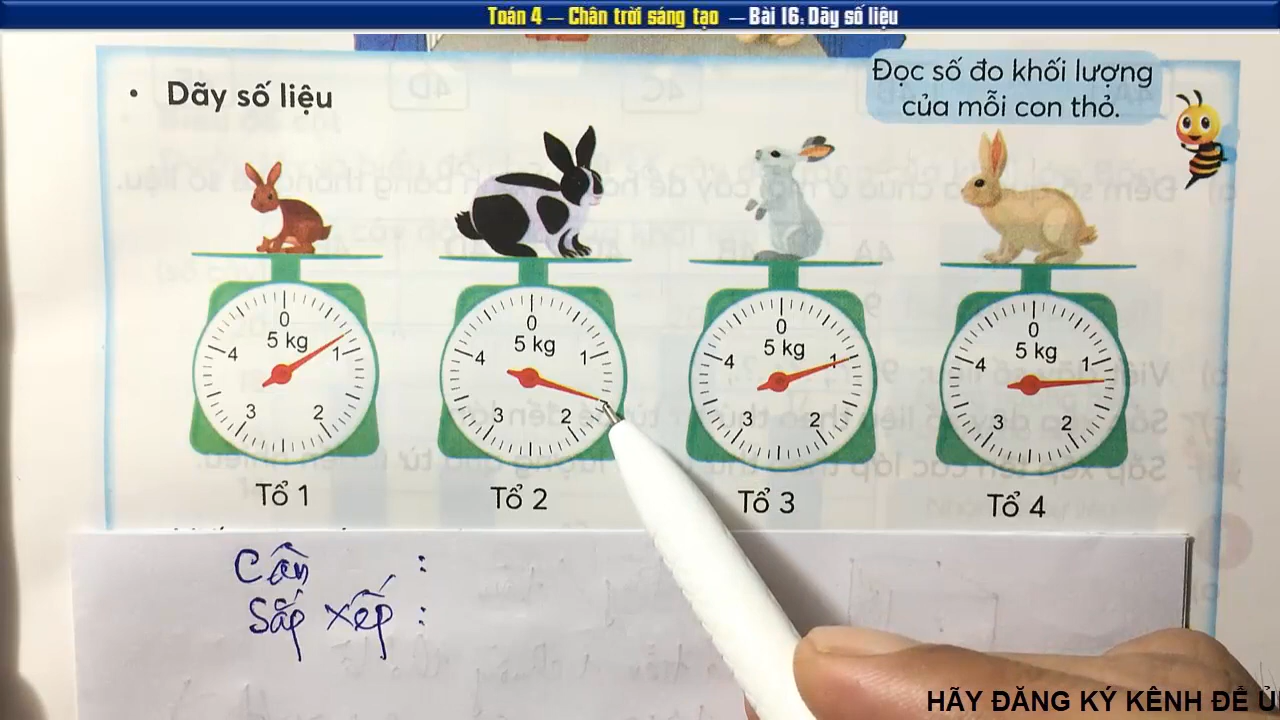 Toán 4 – Chân trời sáng tạo – Bài 16: Dãy số liệu
• Dãy số liệu
Đọc số đo khối lượng
của mỗi con thỏ.
0
5 kg
1
2
3
4
0
5 kg
1
2
3
4
0
5 kg
1
2
3
4
0
5 kg
1
2
3
4
Tổ 1
Tổ 2
Tổ 3
Tổ 4
Cân :
Sắp xếp :
HÃY ĐĂNG KÝ KÊNH ĐỂ